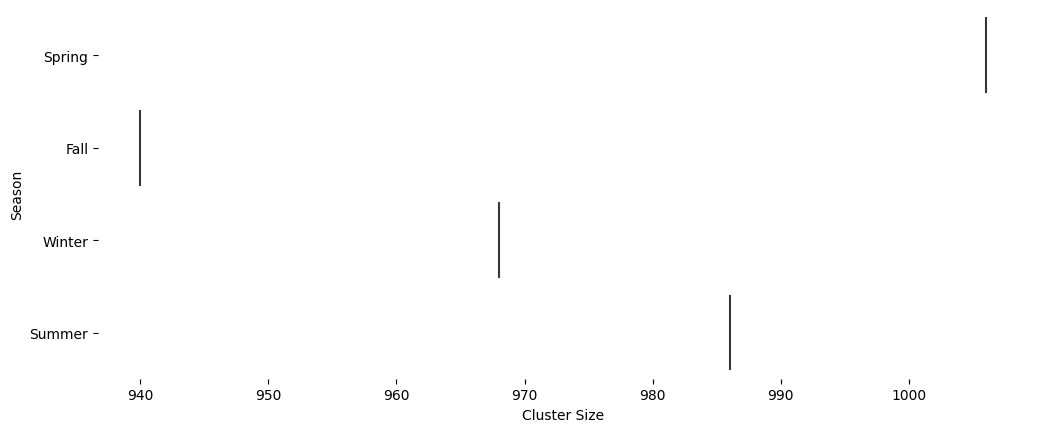 Season
Spring
Fall
Winter
Summer
940 950 960 970 980 990 1000
Cluster Size